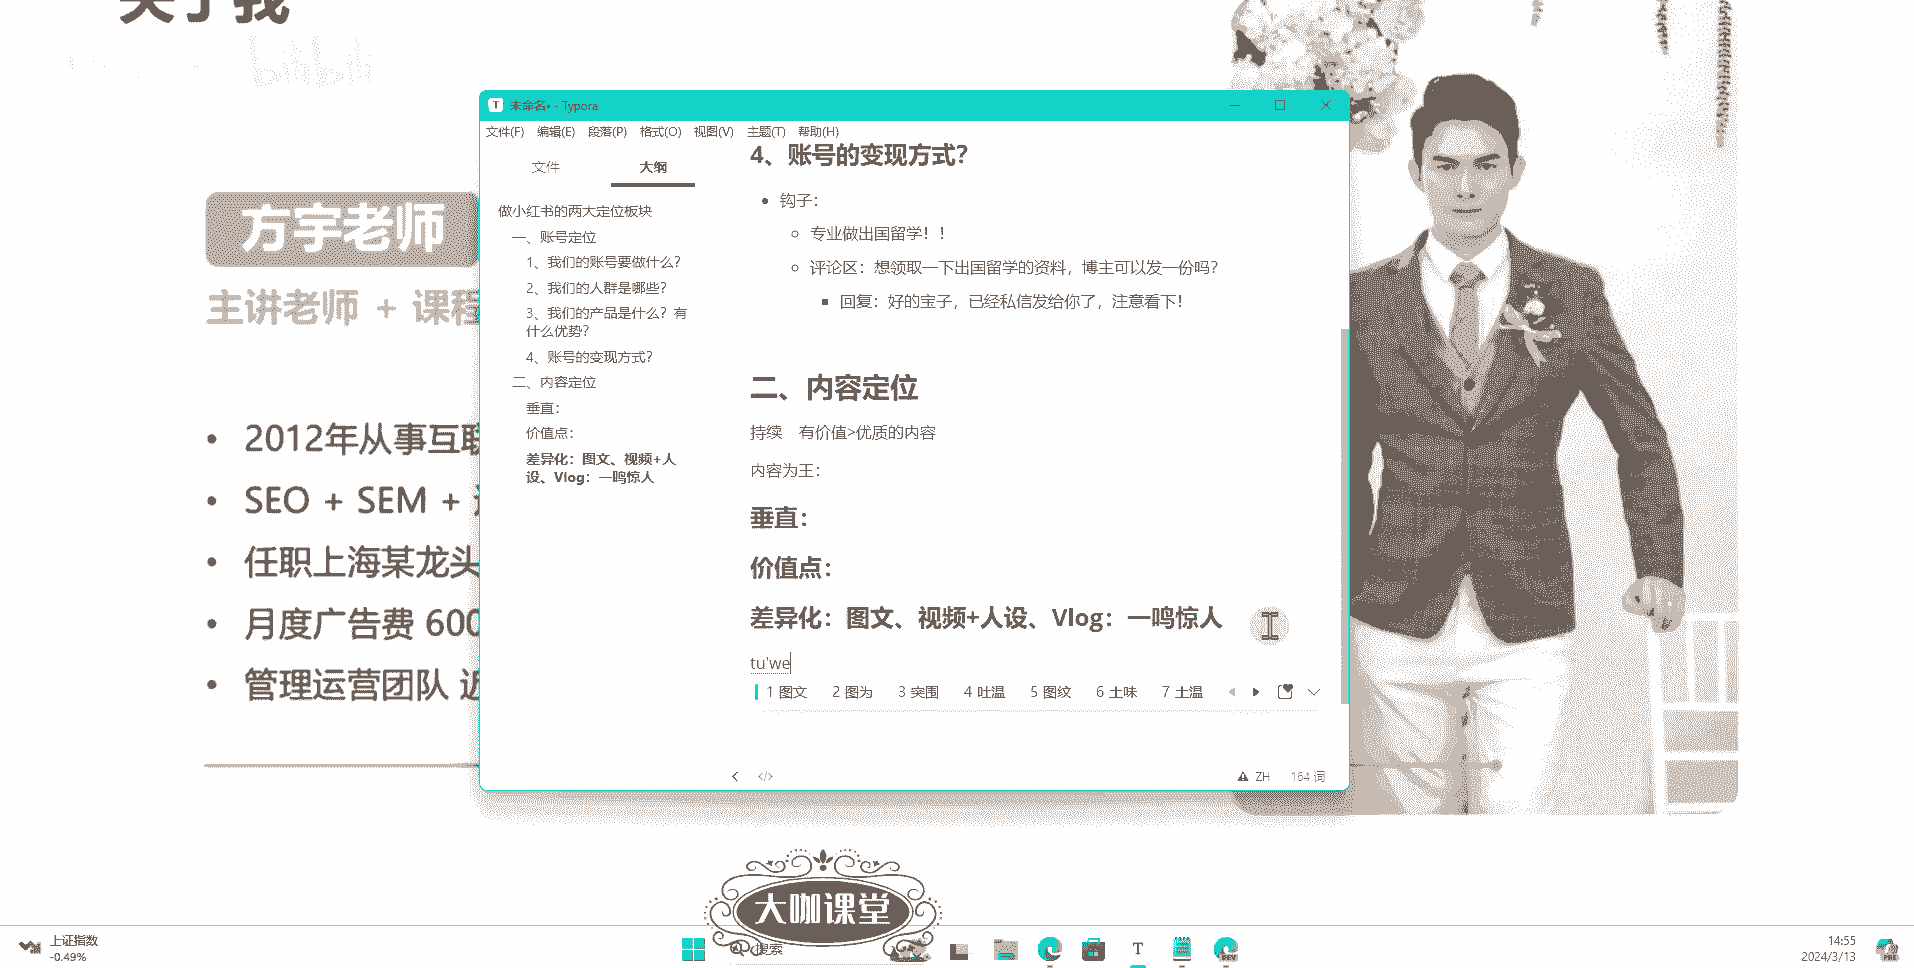 关于我
bilibili
未命名• - Typora
文件(F) 编辑(E) 段落(P) 格式(O) 视图(V) 主题(T) 帮助(H)
文件 大纲
做小红书的两大定位板块
一、账号定位
1、我们的账号要做什么？
2、我们的人群是哪些？
3、我们的产品是什么？有
什么优势？
4、账号的变现方式？
二、内容定位
垂直：
价值点：
差异化：图文、视频+人
设、Vlog：一鸣惊人
4、账号的变现方式？
• 钩子：
专业做出国留学！！
评论区：想领取一下出国留学的资料，博主可以发一份吗？
回复：好的宝子，已经私信发给你了，注意看下！
二、内容定位
持续 有价值>优质的内容
内容为王：
垂直：
价值点：
差异化：图文、视频+人设、Vlog：一鸣惊人
tu'we
1 图文 2 图为 3 突围 4 吐温 5 图纹 6 土味 7 土温
</> ZH 164 词
方宇老师
主讲老师 + 课程
• 2012年从事互联
• SEO + SEM +
• 任职上海某龙头
• 月度广告费 600
• 管理运营团队 近
大咖课堂
上证指数
-0.49%
搜索
T
DEV
14:55
2024/3/13
PRE